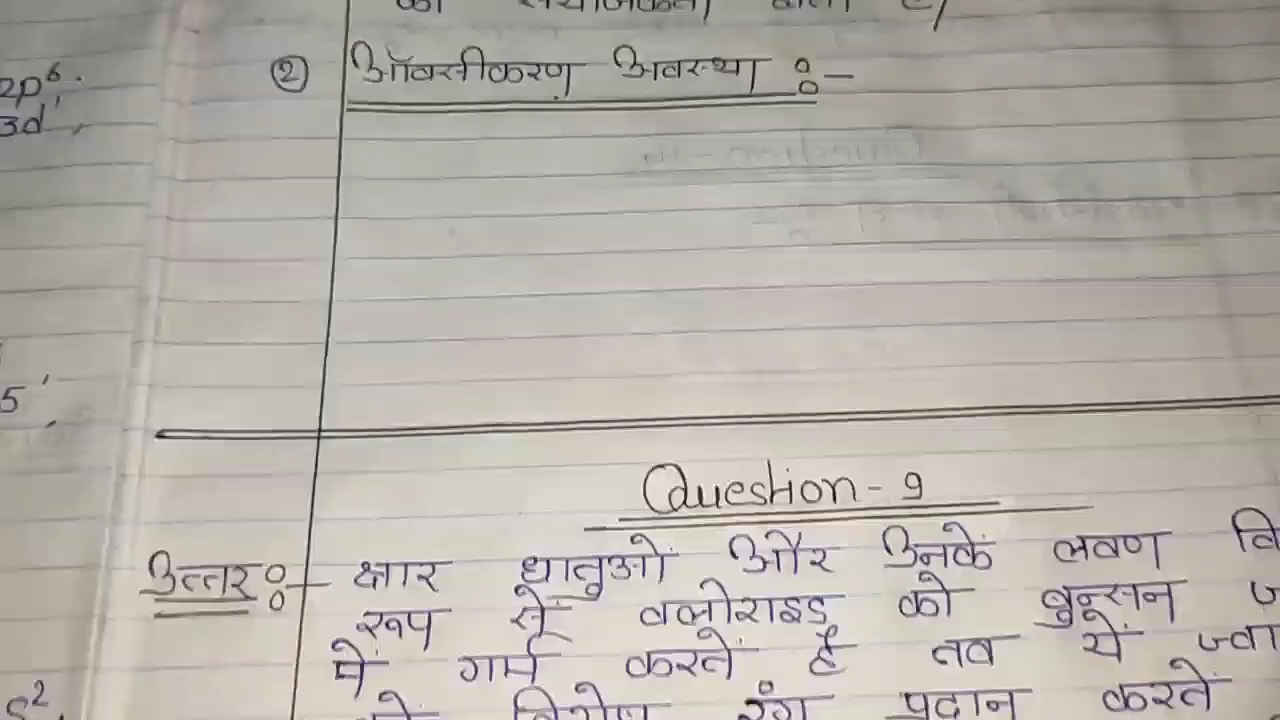 ② ऑक्सीकरण अवस्था :-
2p⁶.
3d'
5'
Question - 9
उत्तर :- क्षार धातुओं और उनकें लवण वि
रूप से क्लोराइड को बुन्सन
में गर्म करतें है तब यें ज्वा
विशेष रंग प्रदान करतें
s²